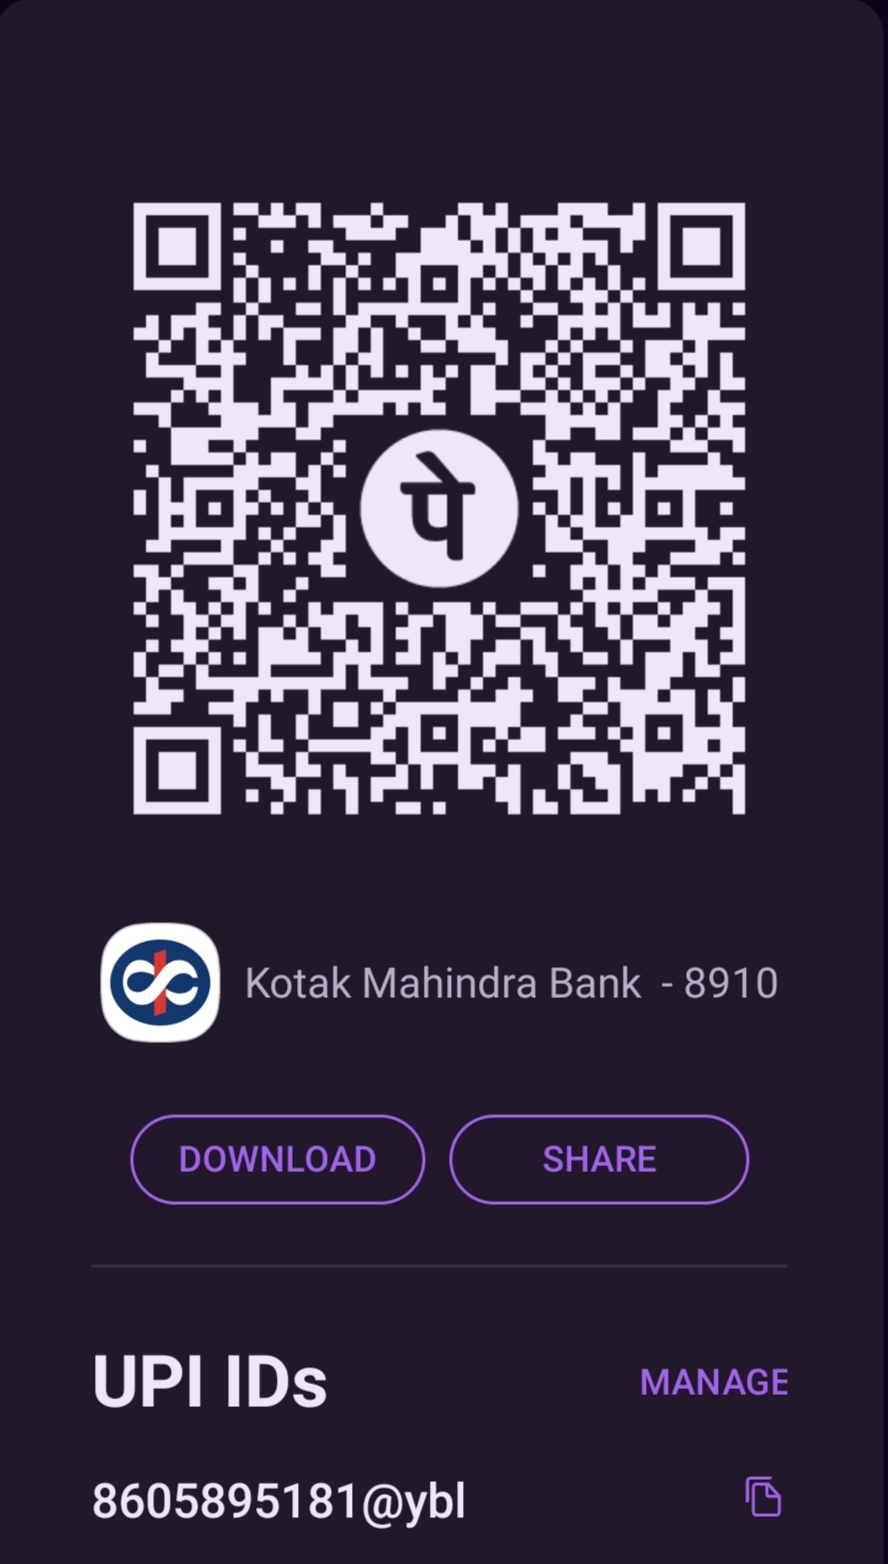 पे
Kotak Mahindra Bank - 8910
DOWNLOAD SHARE
UPI IDs MANAGE
8605895181@ybl